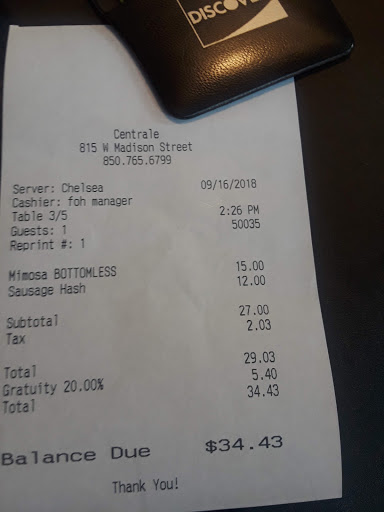 DISCOVER
Centrale
815 W Madison Street
850.765.6799
Server: Chelsea 09/16/2018
Cashier: foh manager
Table 3/5 2:26 PM
Guests: 1 50035
Reprint #: 1
Mimosa BOTTOMLESS 15.00
Sausage Hash 12.00
Subtotal 27.00
Tax 2.03
Total 29.03
Gratuity 20.00% 5.40
Total 34.43
Balance Due $34.43
Thank You!